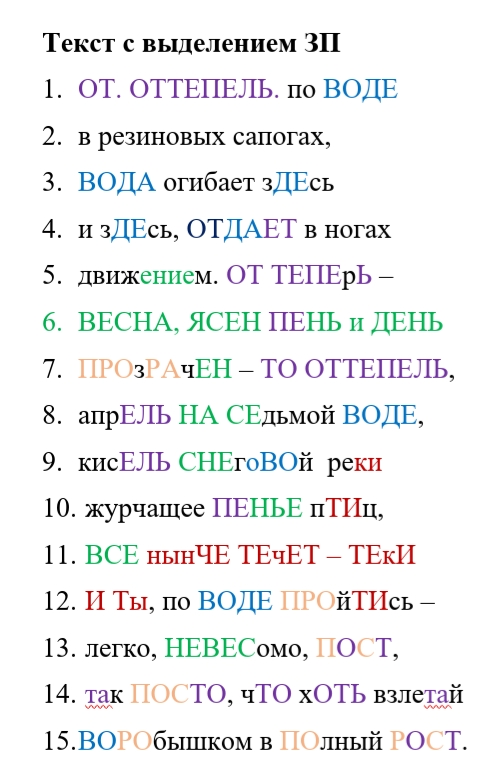 Текст с выделением ЗП
1. ОТ. ОТТЕПЕЛЬ. по ВОДЕ
2. в резиновых сапогах,
3. ВОДА огибает зДЕсь
4. и зДЕсь, ОТДАЕТ в ногах
5. движением. ОТ ТЕПЕрЬ –
6. ВЕСНА, ЯСЕН ПЕНЬ и ДЕНЬ
7. ПРОзРАчЕН – ТО ОТТЕПЕЛЬ,
8. апрЕЛЬ НА СЕдьмой ВОДЕ,
9. кисЕЛЬ СНЕгоВОй реки
10. журчащее ПЕНЬЕ пТИц,
11. ВСЕ нынЧЕ ТЕчЕТ – ТЕкИ
12. И Ты, по ВОДЕ ПРОйТИсь –
13. легко, НЕВЕСомо, ПОСТ,
14. так ПОСТО, чТО хОТЬ взлетай
15. ВОРОбышком в ПОлный РОСТ.